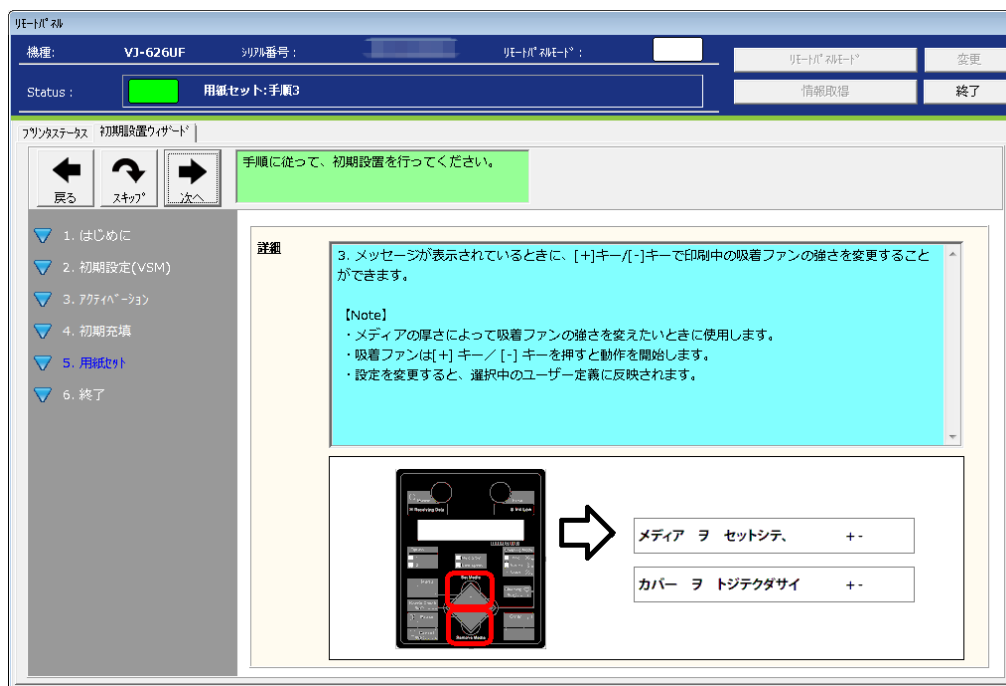 ﾘﾓｰﾄﾊﾟﾈﾙ
機種: VJ-626UF ｼﾘｱﾙ番号: ﾘﾓｰﾄﾊﾟﾈﾙﾓｰﾄﾞ:
ﾘﾓｰﾄﾊﾟﾈﾙﾓｰﾄﾞ 変更
Status: 用紙セット:手順3
情報取得 終了
ﾌﾟﾘﾝﾀｽﾃｰﾀｽ 初期設置ｳｨｻﾞｰﾄﾞ
戻る ｽｷｯﾌﾟ 次へ
手順に従って、初期設置を行ってください。
1. はじめに
2. 初期設定(VSM)
3. ｱｸﾃｨﾍﾞｰｼｮﾝ
4. 初期充填
5. 用紙ｾｯﾄ
6. 終了
詳細
3. メッセージが表示されているときに、[+]キー/[-]キーで印刷中の吸着ファンの強さを変更すること
ができます。
【Note】
・メディアの厚さによって吸着ファンの強さを変えたいときに使用します。
・吸着ファンは[+] キー／ [-] キーを押すと動作を開始します。
・設定を変更すると、選択中のユーザー定義に反映されます。
メディア ヲ セットシテ、 + -
カバー ヲ トジテクダサイ + -